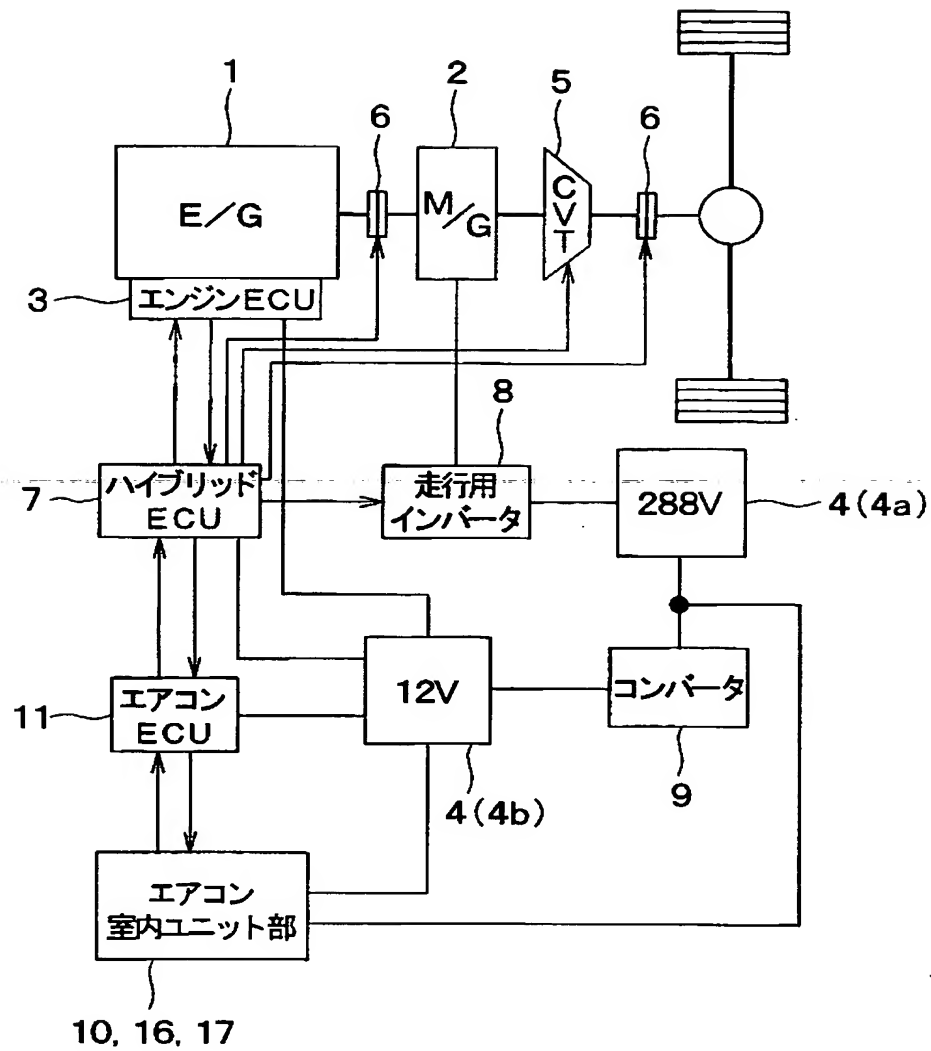 1
2
5
6
6
E/G
M/G
CVT
3
エンジンECU
8
7
ハイブリッド
ECU
走行用
インバータ
288V
4(4a)
11
エアコン
ECU
12V
コンバータ
4(4b)
9
エアコン
室内ユニット部
10, 16, 17